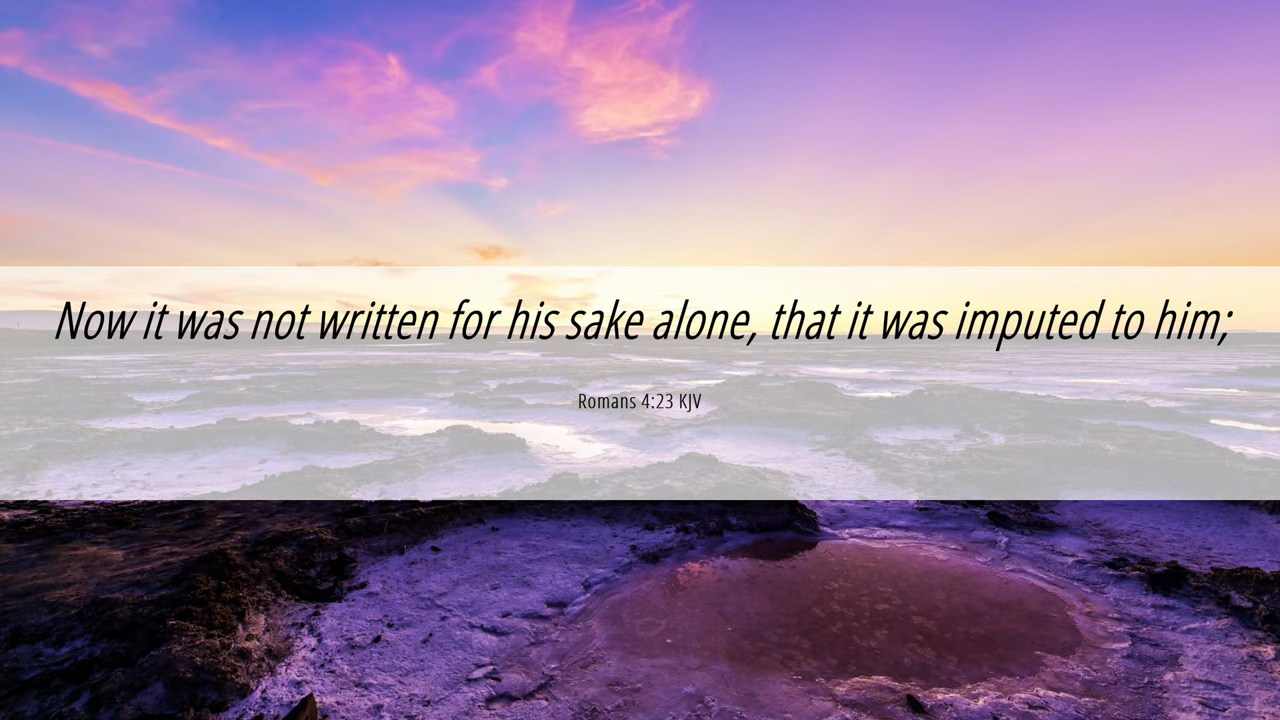 Now it was not written for his sake alone, that it was imputed to him;
Romans 4:23 KJV